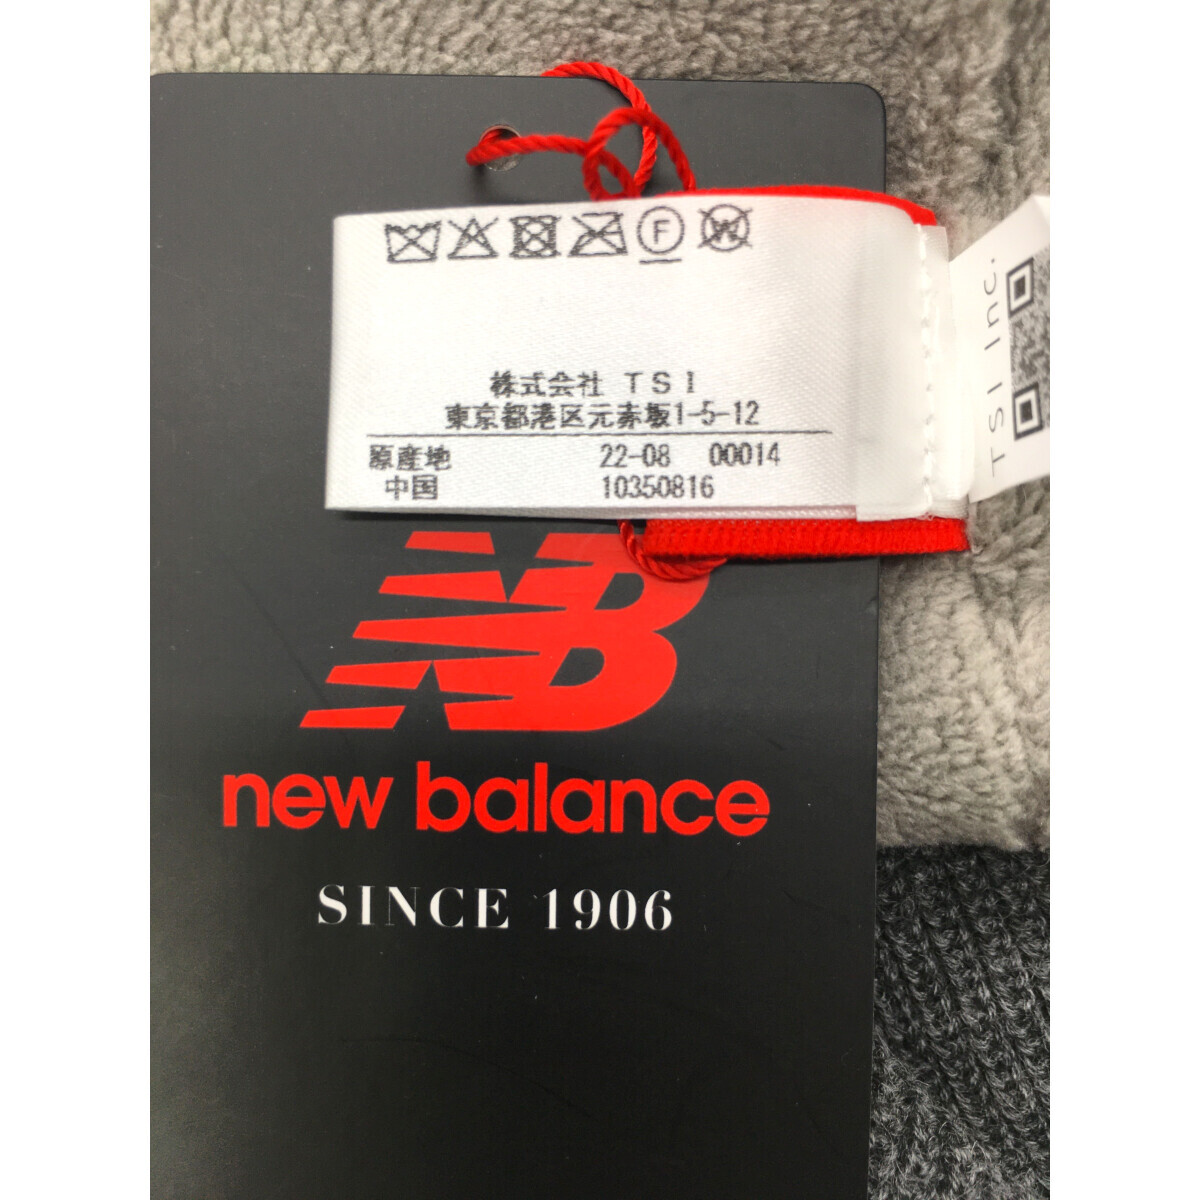 F W
株式会社 TSI
東京都港区元赤坂1-5-12
原産地 22-08 00014
中国 10350816
TSI Inc.
NB
new balance
SINCE 1906